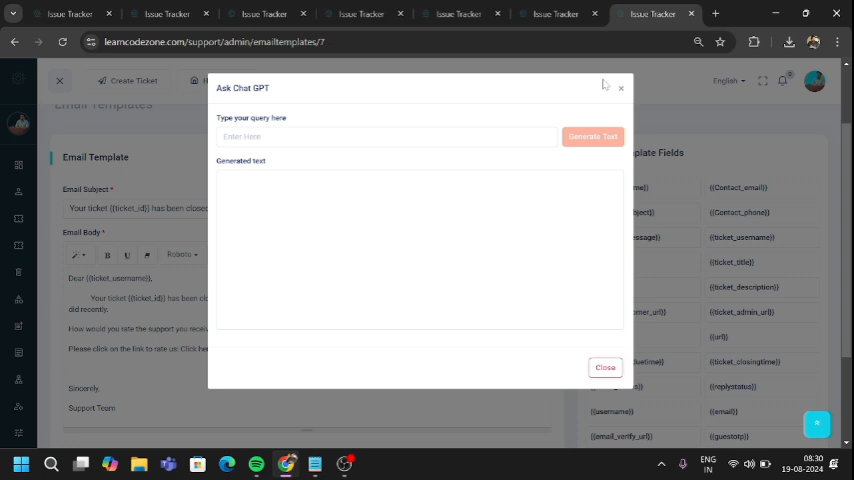 Issue Tracker
Issue Tracker
Issue Tracker
Issue Tracker
Issue Tracker
Issue Tracker
Issue Tracker
learncodezone.com/support/admin/emailtemplates/7
Create Ticket
English
0
Email Templates
Ask Chat GPT
Type your query here
Enter Here
Generate Text
Generated text
Close
Email Template
Email Subject *
Your ticket {{ticket_id}} has been closed
Email Body *
B U
Roboto
Dear {{ticket_username}},
Your ticket {{ticket_id}} has been
did recently.
How would you rate the support you
Please click on the link to rate us: Click
Sincerely,
Support Team
Template Fields
{{Contact_email}}
{{Contact_phone}}
{{ticket_username}}
{{ticket_title}}
{{ticket_description}}
{{ticket_admin_url}}
{{url}}
{{ticket_closingtime}}
{{replystatus}}
{{username}}
{{email}}
{{email_verify_url}}
{{guestotp}}
ENG
IN
08:30
19-08-2024